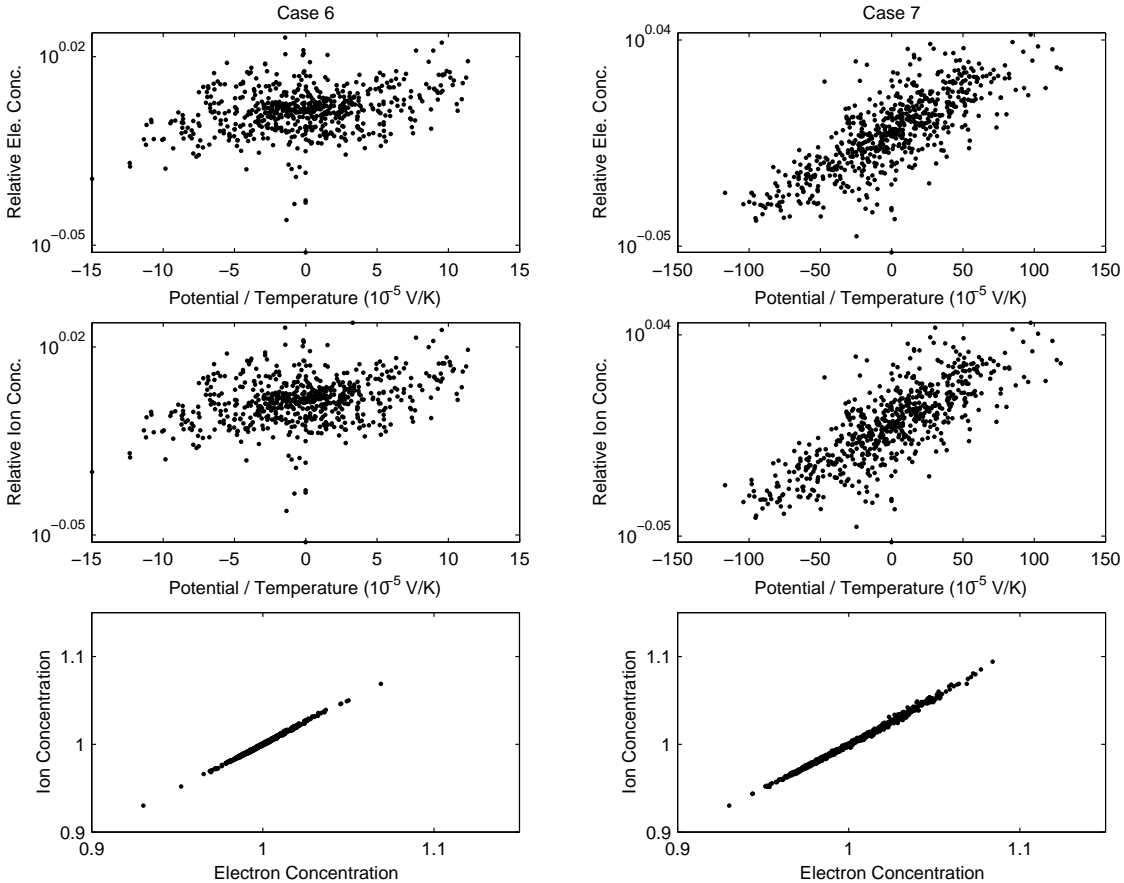 Case 6
Case 7
10^0.02
10^−0.05
Relative Ele. Conc.
−15 −10 −5 0 5 10 15
Potential / Temperature (10^-5 V/K)
10^0.04
10^−0.05
Relative Ele. Conc.
−150 −100 −50 0 50 100 150
Potential / Temperature (10^-5 V/K)
10^0.02
10^−0.05
Relative Ion Conc.
−15 −10 −5 0 5 10 15
Potential / Temperature (10^-5 V/K)
10^0.04
10^−0.05
Relative Ion Conc.
−150 −100 −50 0 50 100 150
Potential / Temperature (10^-5 V/K)
1.1
1
0.9
Ion Concentration
0.9 1 1.1
Electron Concentration
1.1
1
0.9
Ion Concentration
0.9 1 1.1
Electron Concentration